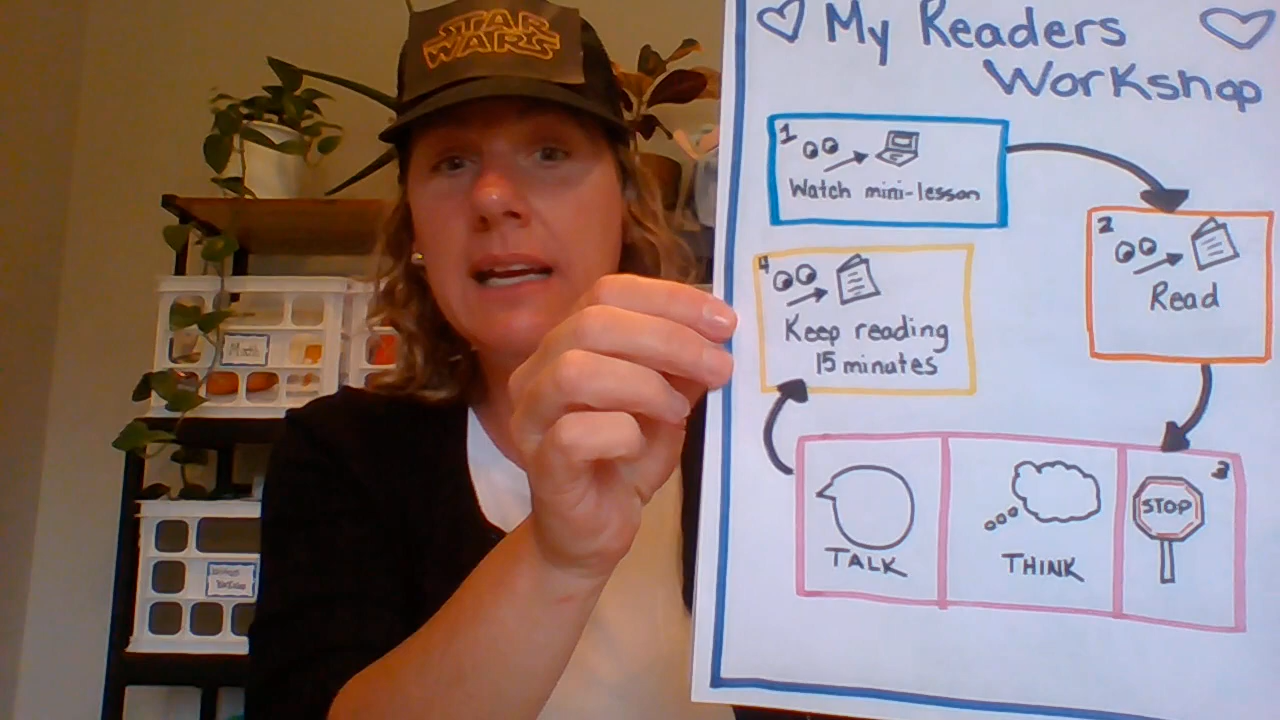 STAR
WARS
My Readers
Workshop
1
Watch mini-lesson
2
Read
3
STOP
THINK
TALK
4
Keep reading
15 minutes
Math